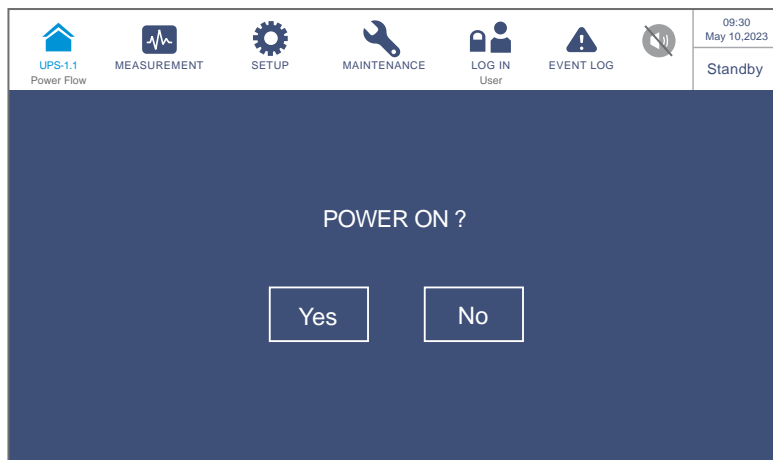 UPS-1.1
Power Flow
MEASUREMENT
SETUP
MAINTENANCE
LOG IN
User
EVENT LOG
09:30
May 10,2023
Standby
POWER ON ?
Yes
No